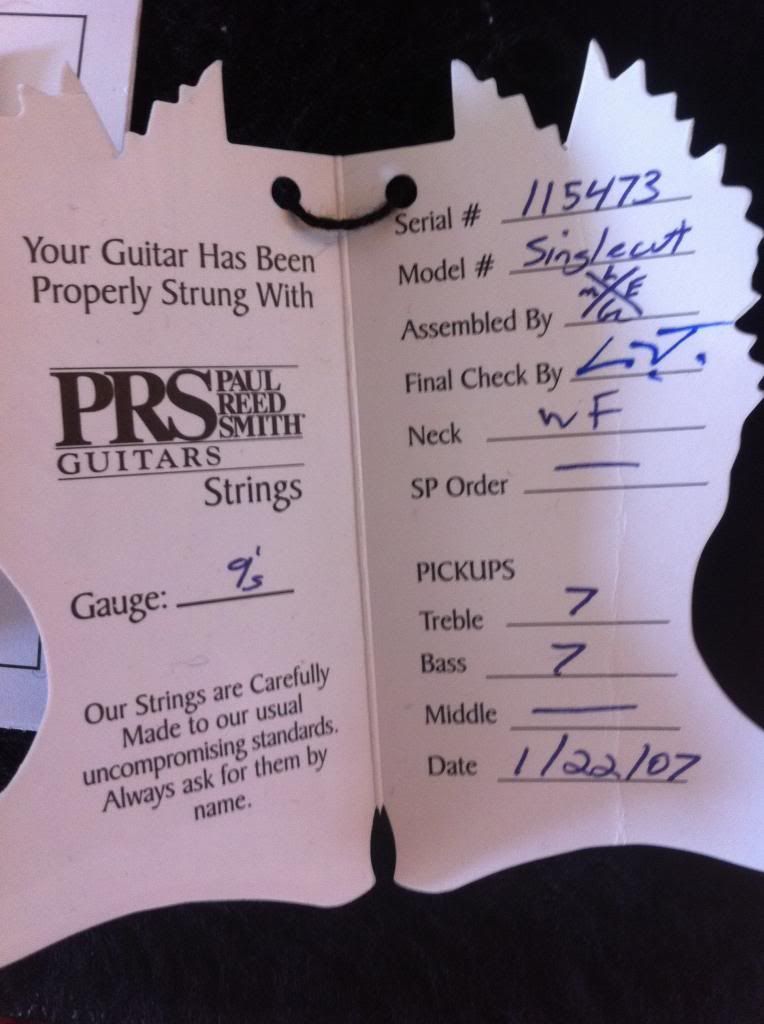 Your Guitar Has Been
Properly Strung With
PRS PAUL
REED
SMITH
GUITARS
Strings
Gauge: 9's
Our Strings are Carefully
Made to our usual
uncompromising standards.
Always ask for them by
name.
Serial # 115473
Model # Singlecut
Assembled By
Final Check By L.J.
Neck WF
SP Order —
PICKUPS
Treble 7
Bass 7
Middle —
Date 1/22/07